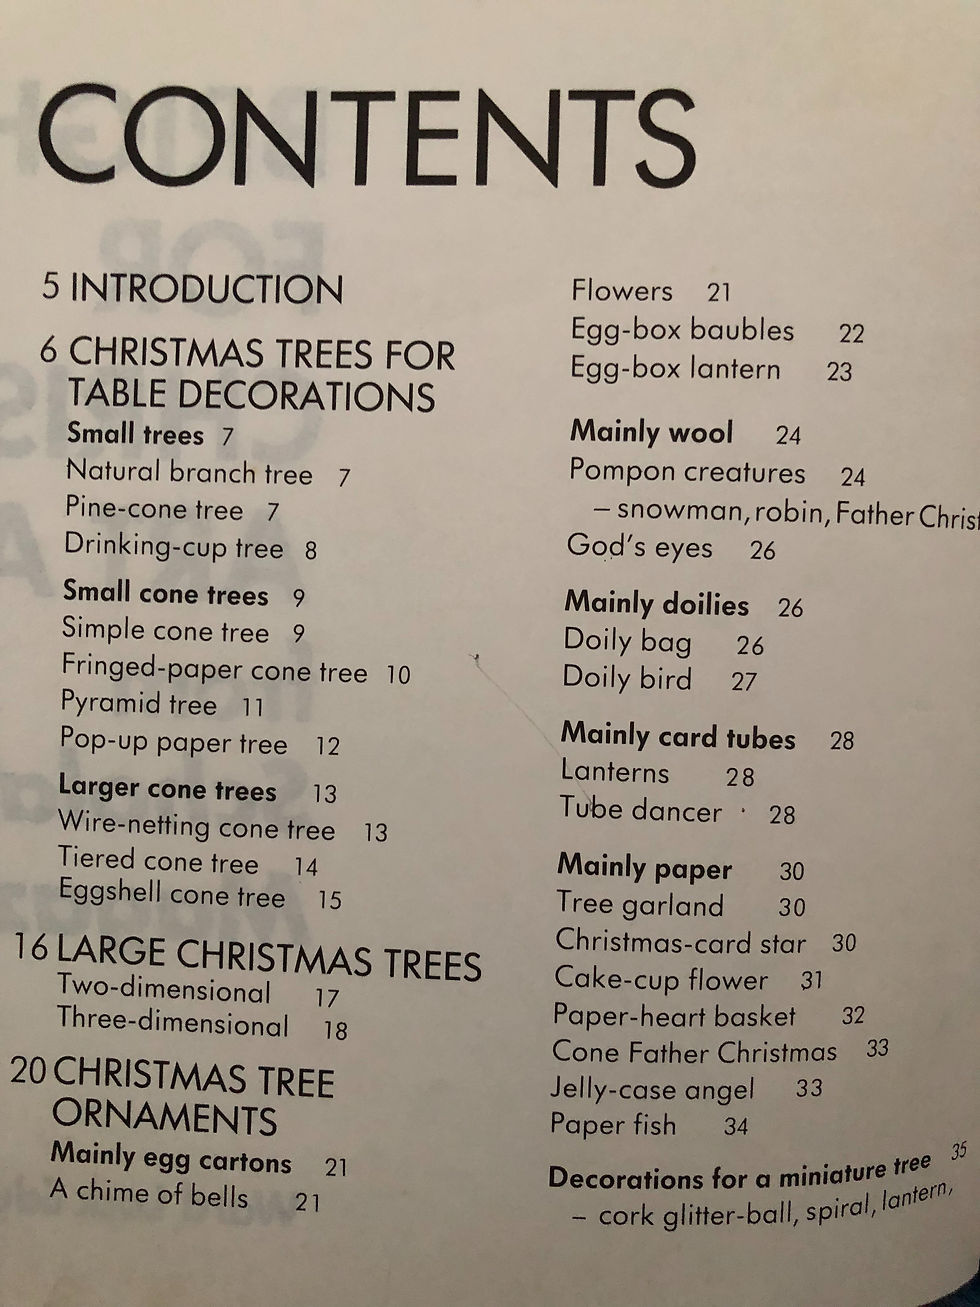 CONTENTS
5 INTRODUCTION
6 CHRISTMAS TREES FOR
TABLE DECORATIONS
Small trees 7
Natural branch tree 7
Pine-cone tree 7
Drinking-cup tree 8
Small cone trees 9
Simple cone tree 9
Fringed-paper cone tree 10
Pyramid tree 11
Pop-up paper tree 12
Larger cone trees 13
Wire-netting cone tree 13
Tiered cone tree 14
Eggshell cone tree 15
16 LARGE CHRISTMAS TREES
Two-dimensional 17
Three-dimensional 18
20 CHRISTMAS TREE
ORNAMENTS
Mainly egg cartons 21
A chime of bells 21
Flowers 21
Egg-box baubles 22
Egg-box lantern 23
Mainly wool 24
Pompon creatures 24
– snowman, robin, Father Christ
God's eyes 26
Mainly doilies 26
Doily bag 26
Doily bird 27
Mainly card tubes 28
Lanterns 28
Tube dancer 28
Mainly paper 30
Tree garland 30
Christmas-card star 30
Cake-cup flower 31
Paper-heart basket 32
Cone Father Christmas 33
Jelly-case angel 33
Paper fish 34
Decorations for a miniature tree 35
– cork glitter-ball, spiral, lantern,